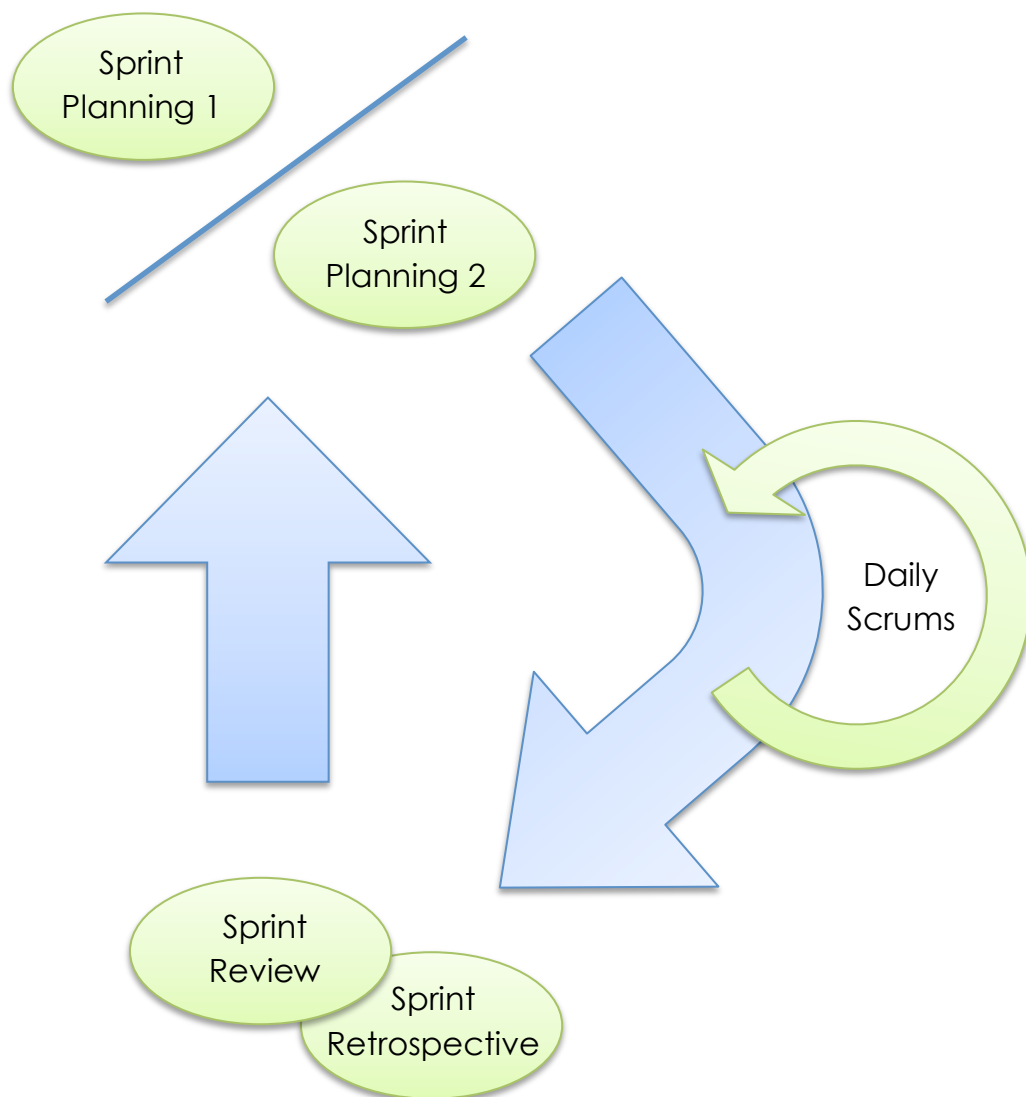 Sprint
Planning 1
Sprint
Planning 2
Daily
Scrums
Sprint
Review
Sprint
Retrospective